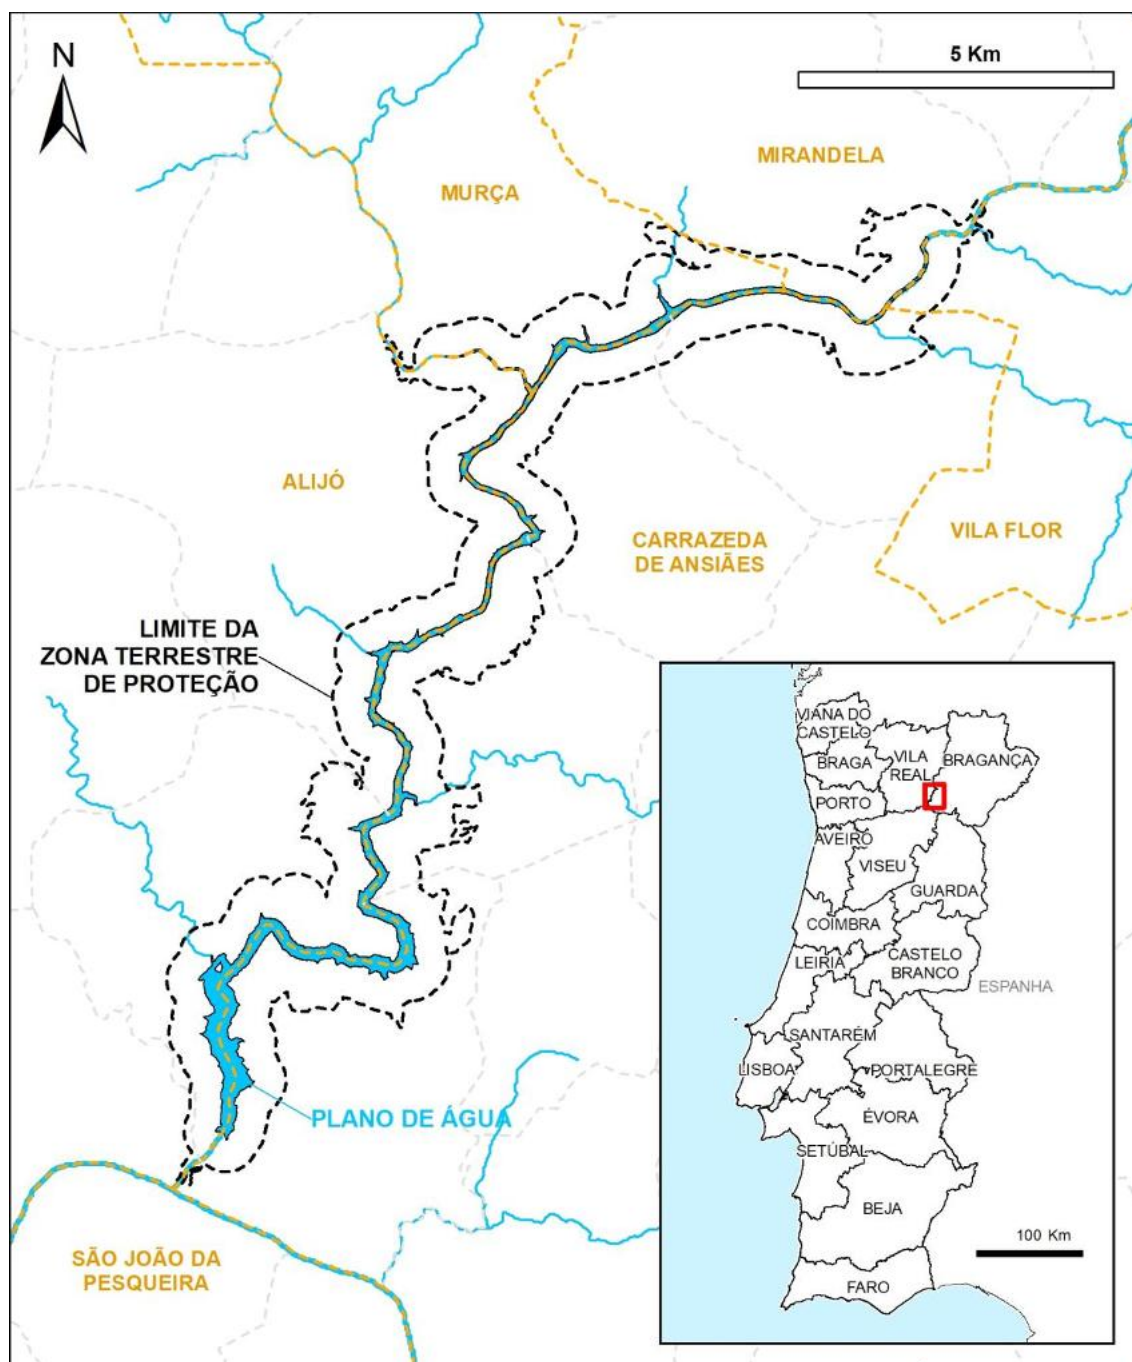 N
5 Km
MIRANDELA
MURÇA
ALIJÓ
CARRAZEDA
DE ANSIÃES
VILA FLOR
LIMITE DA
ZONA TERRESTRE
DE PROTEÇÃO
PLANO DE ÁGUA
SÃO JOÃO DA
PESQUEIRA
VIANA DO
CASTELO
BRAGA
VILA
REAL
BRAGANÇA
PORTO
AVEIRO
VISEU
GUARDA
COIMBRA
LEIRIA
CASTELO
BRANCO
ESPANHA
SANTARÉM
LISBOA
PORTALEGRE
ÉVORA
SETÚBAL
BEJA
100 Km
FARO